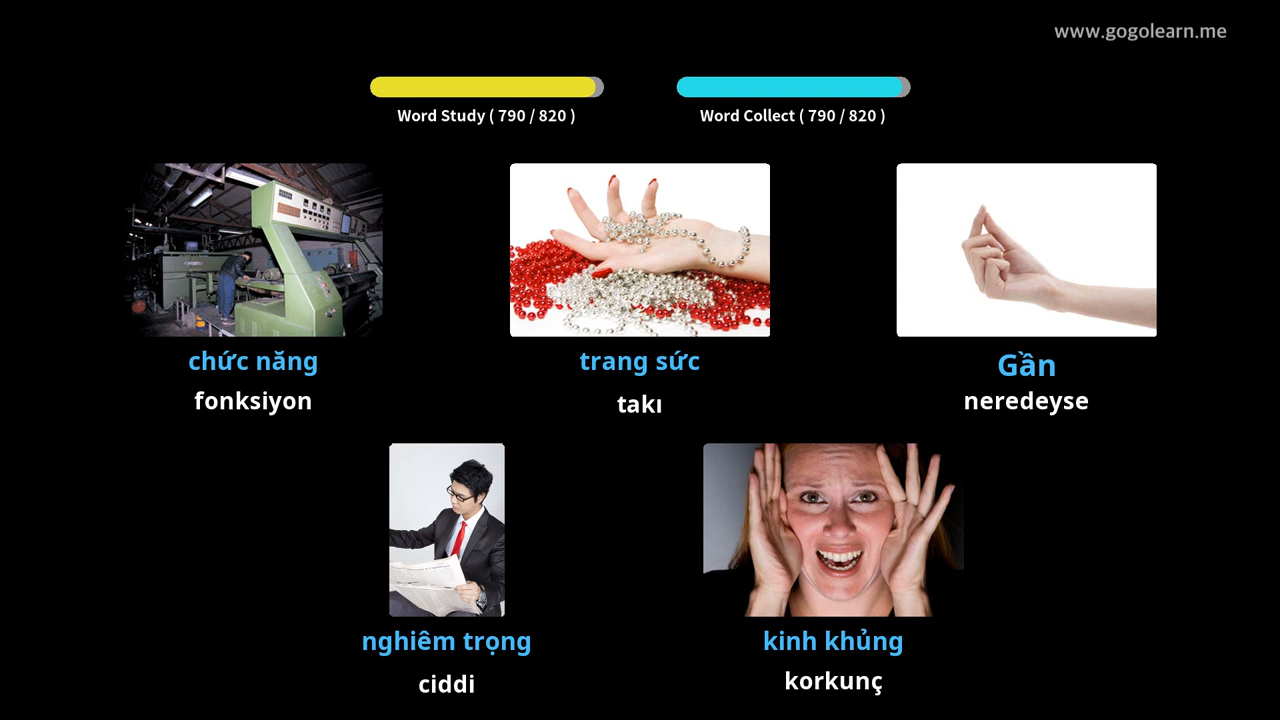 www.gogolearn.me
Word Study ( 790 / 820 )
Word Collect ( 790 / 820 )
chức năng
fonksiyon
trang sức
takı
Gần
neredeyse
nghiêm trọng
ciddi
kinh khủng
korkunç